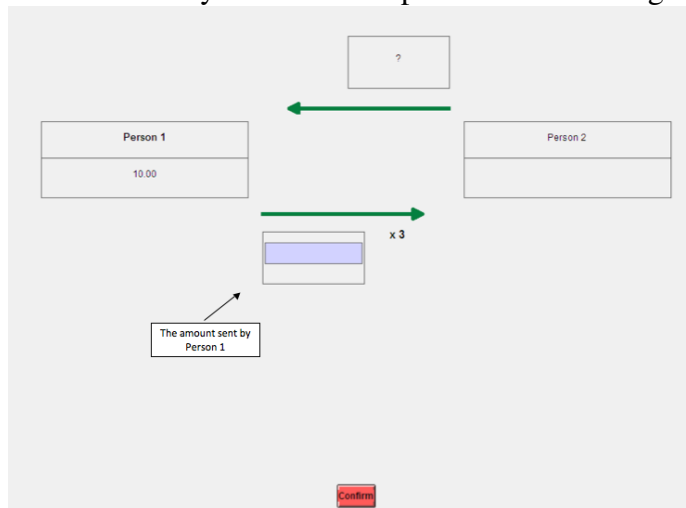 ?
Person 1
Person 2
10.00
x 3
The amount sent by
Person 1
Confirm